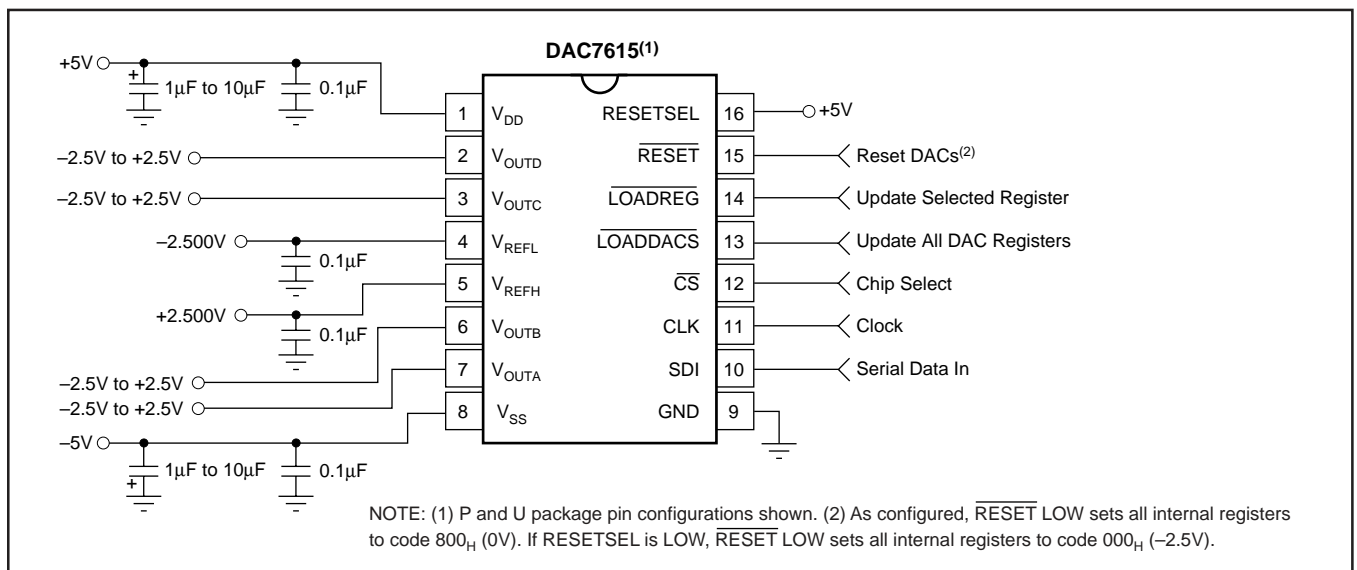 DAC7615(1)
+5V
+
1µF to 10µF
0.1µF
1
VDD
RESETSEL
16
+5V
–2.5V to +2.5V
2
VOUTD
RESET
15
Reset DACs(2)
–2.5V to +2.5V
3
VOUTC
LOADREG
14
Update Selected Register
–2.500V
0.1µF
4
VREFL
LOADDACS
13
Update All DAC Registers
+2.500V
0.1µF
5
VREFH
CS
12
Chip Select
–2.5V to +2.5V
6
VOUTB
CLK
11
Clock
–2.5V to +2.5V
7
VOUTA
SDI
10
Serial Data In
–5V
1µF to 10µF
+
0.1µF
8
VSS
GND
9
NOTE: (1) P and U package pin configurations shown. (2) As configured, RESET LOW sets all internal registers
to code 800H (0V). If RESETSEL is LOW, RESET LOW sets all internal registers to code 000H (–2.5V).